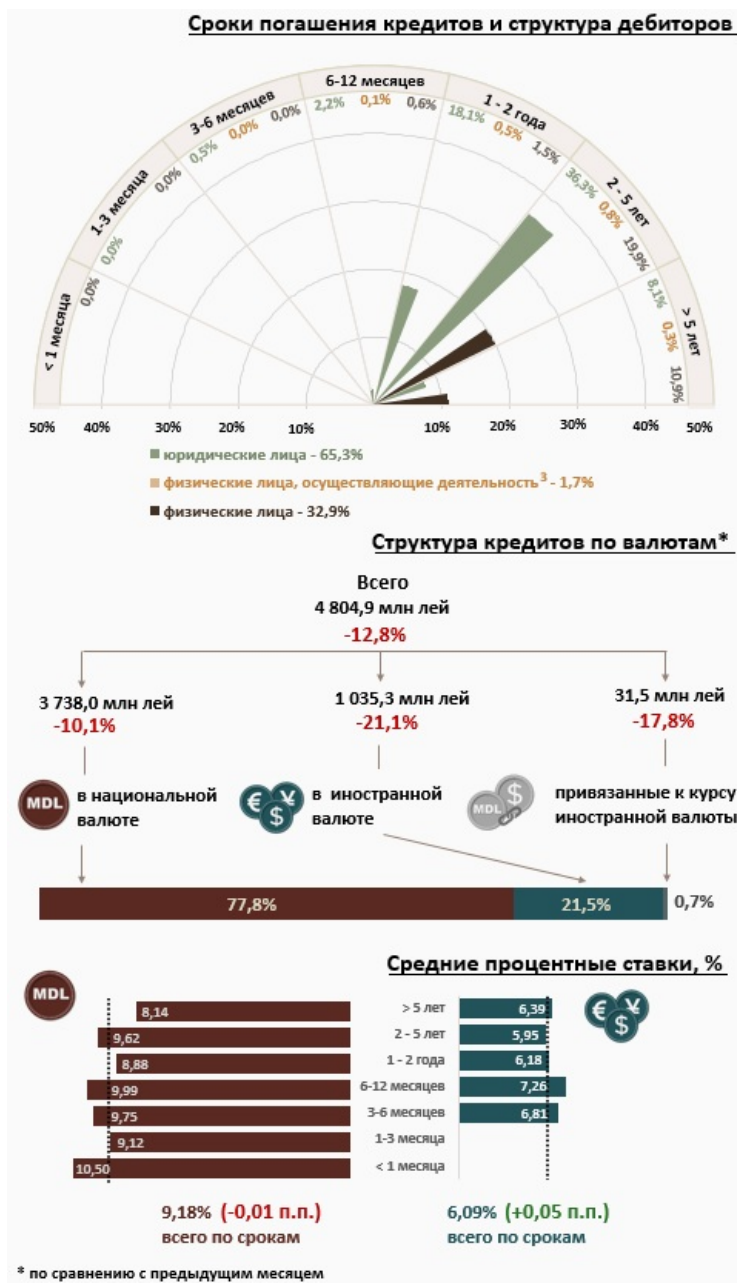 Сроки погашения кредитов и структура дебиторов
< 1 месяца
1-3 месяца
3-6 месяцев
6-12 месяцев
1 - 2 года
2 - 5 лет
> 5 лет
0,0%
0,0%
0,0%
0,5%
0,0%
0,0%
2,2%
0,1%
0,6%
18,1%
0,5%
1,5%
36,3%
0,8%
19,9%
8,1%
0,3%
10,9%
50% 40% 30% 20% 10% 10% 20% 30% 40% 50%
юридические лица - 65,3%
физические лица, осуществляющие деятельность 3 - 1,7%
физические лица - 32,9%
Структура кредитов по валютам*
Всего
4 804,9 млн лей
-12,8%
3 738,0 млн лей
-10,1%
1 035,3 млн лей
-21,1%
31,5 млн лей
-17,8%
MDL
в национальной
валюте
€ ¥ $
в иностранной
валюте
MDL $
привязанные к курсу
иностранной валюты
77,8% 21,5% 0,7%
Средние процентные ставки, %
MDL
€ ¥ $
8,14 > 5 лет 6,39
9,62 2 - 5 лет 5,95
8,88 1 - 2 года 6,18
9,99 6-12 месяцев 7,26
9,75 3-6 месяцев 6,81
9,12 1-3 месяца
10,50 < 1 месяца
9,18% (-0,01 п.п.)
всего по срокам
6,09% (+0,05 п.п.)
всего по срокам
* по сравнению с предыдущим месяцем